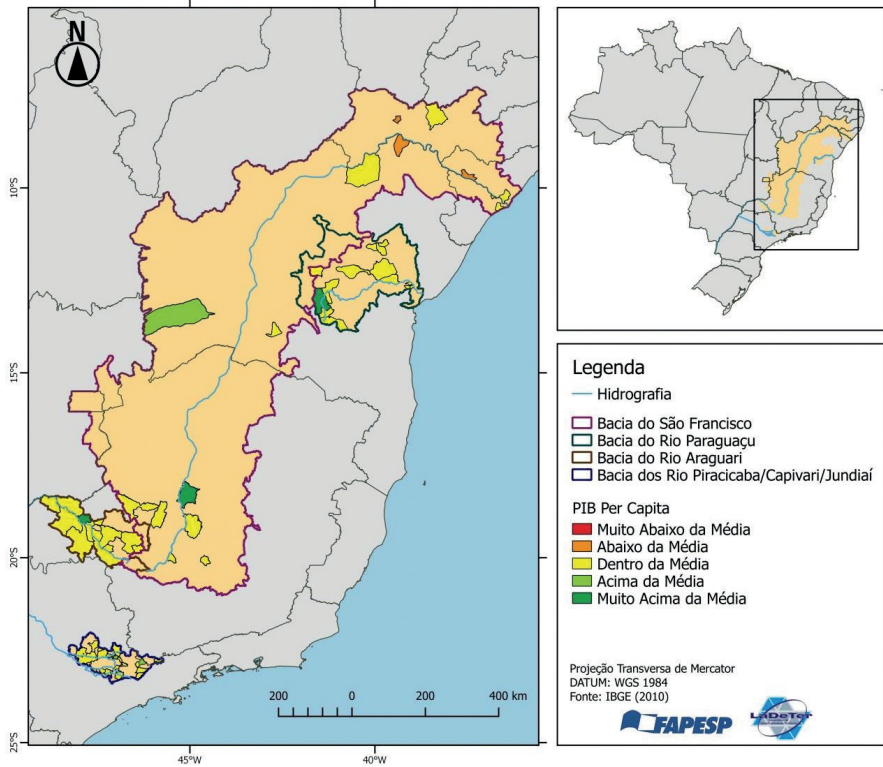 N
10°S
15°S
20°S
25°S
45°W
40°W
200 0 200 400 km
Legenda
Hidrografia
Bacia do São Francisco
Bacia do Rio Paraguaçu
Bacia do Rio Araguari
Bacia dos Rio Piracicaba/Capivari/Jundiaí
PIB Per Capita
Muito Abaixo da Média
Abaixo da Média
Dentro da Média
Acima da Média
Muito Acima da Média
Projeção Transversa de Mercator
DATUM: WGS 1984
Fonte: IBGE (2010)
FAPESP
LaDeTer